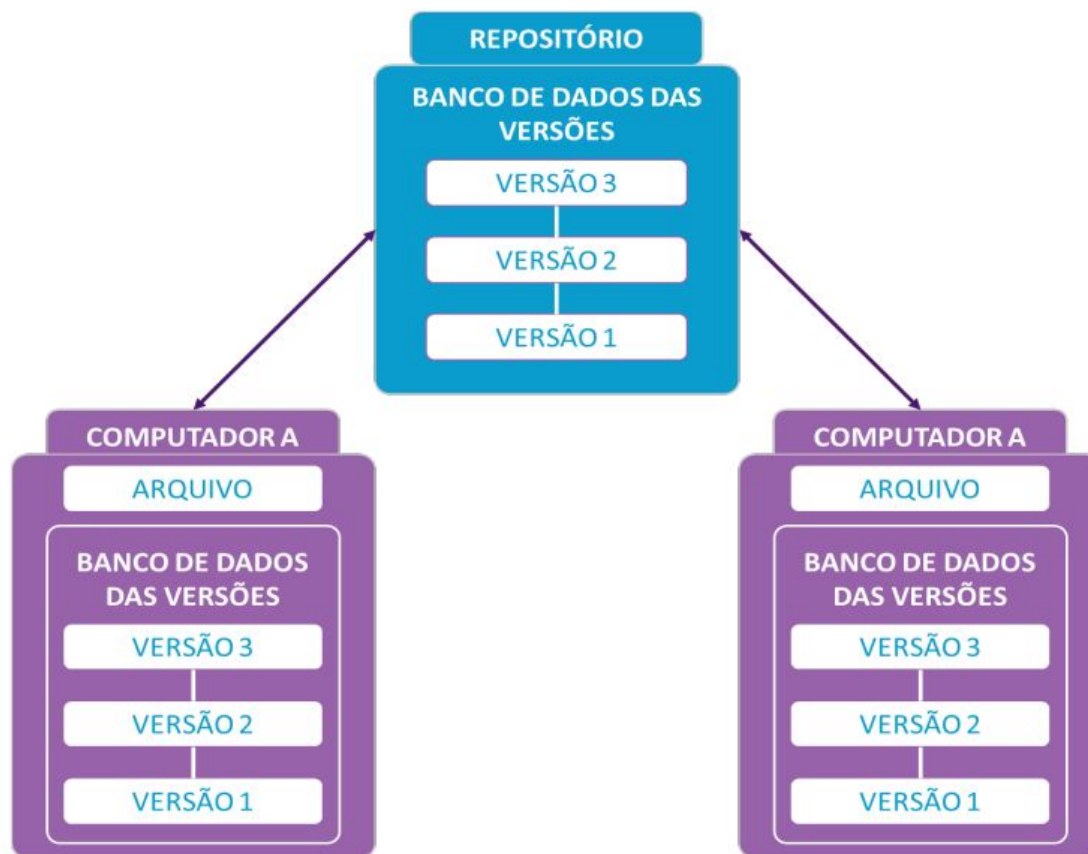 REPOSITÓRIO
BANCO DE DADOS DAS
VERSÕES
VERSÃO 3
VERSÃO 2
VERSÃO 1
COMPUTADOR A
ARQUIVO
BANCO DE DADOS
DAS VERSÕES
VERSÃO 3
VERSÃO 2
VERSÃO 1
COMPUTADOR A
ARQUIVO
BANCO DE DADOS
DAS VERSÕES
VERSÃO 3
VERSÃO 2
VERSÃO 1